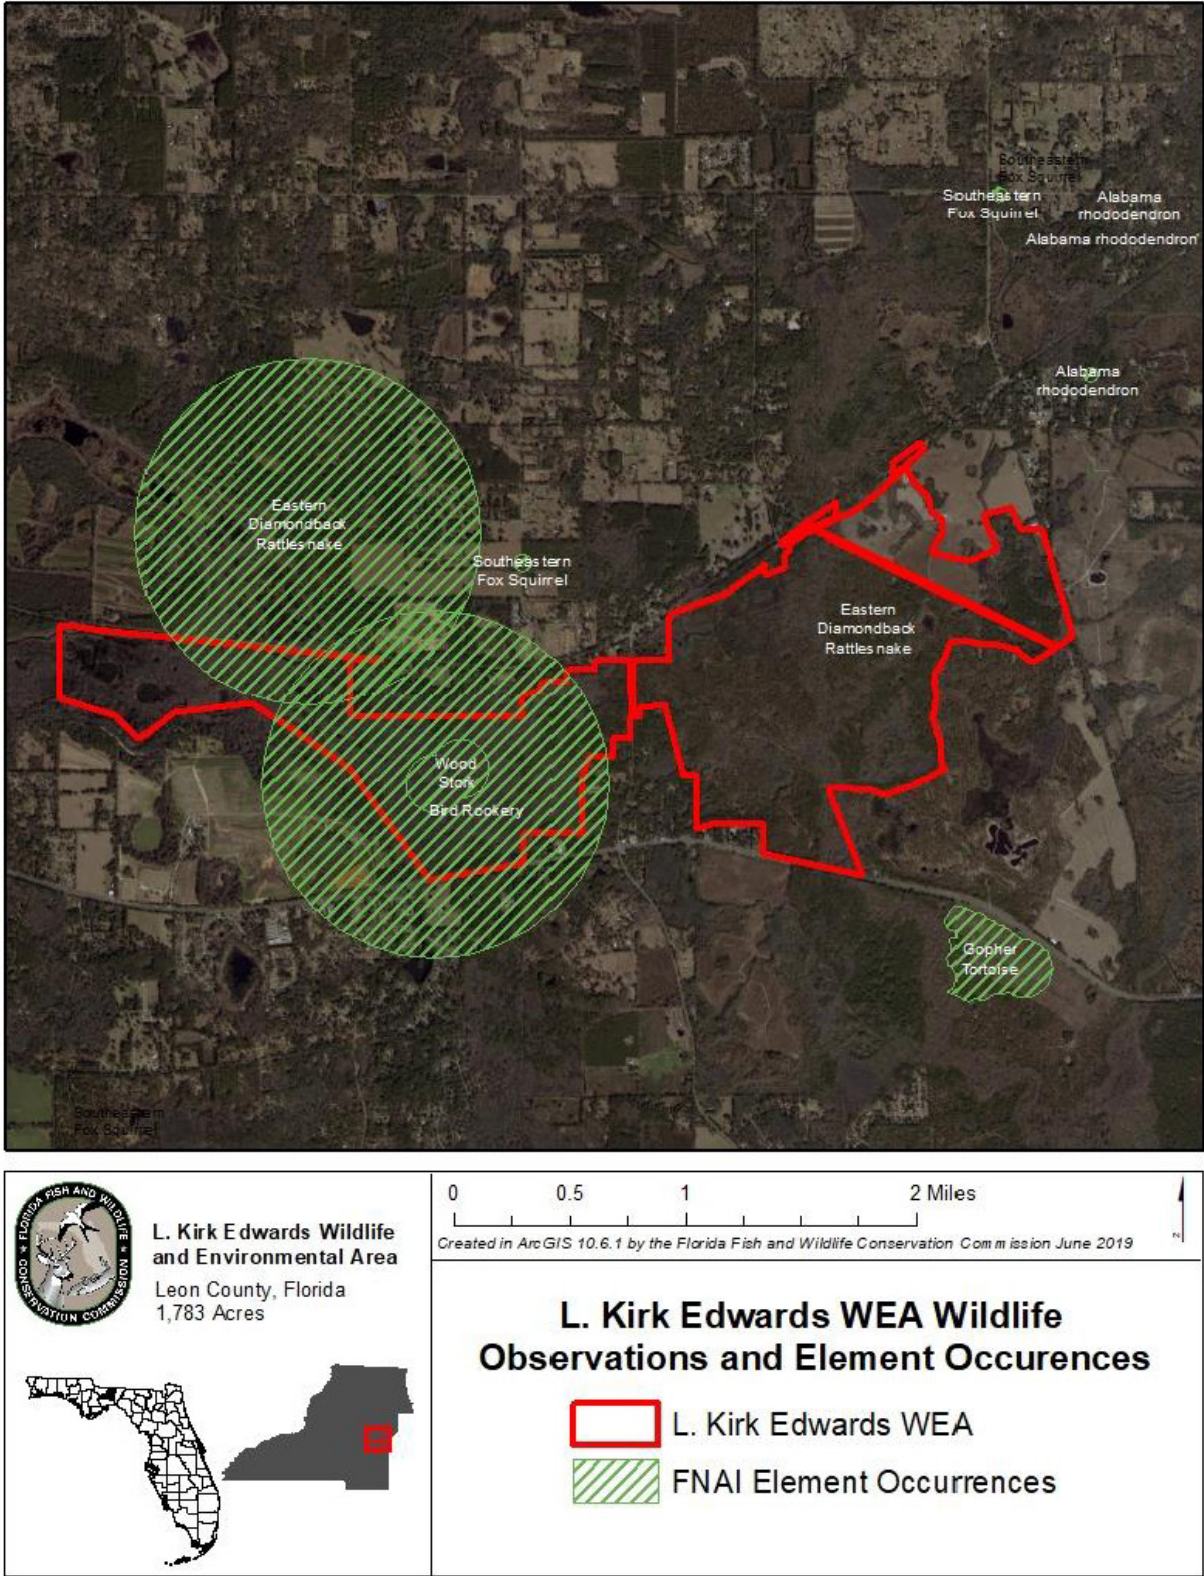 Southeastern
Fox Squirrel
Southeastern
Fox Squirrel
Alabama
rhododendron
Alabama rhododendron
Alabama
rhododendron
Eastern
Diamondback
Rattlesnake
Southeastern
Fox Squirrel
Eastern
Diamondback
Rattlesnake
Wood
Stork
Bird Rookery
Gopher
Tortoise
Southeastern
Fox Squirrel
FLORIDA FISH AND WILDLIFE
CONSERVATION COMMISSION
L. Kirk Edwards Wildlife
and Environmental Area
Leon County, Florida
1,783 Acres
0 0.5 1 2 Miles
Created in ArcGIS 10.6.1 by the Florida Fish and Wildlife Conservation Commission June 2019
z
L. Kirk Edwards WEA Wildlife
Observations and Element Occurences
L. Kirk Edwards WEA
FNAI Element Occurrences